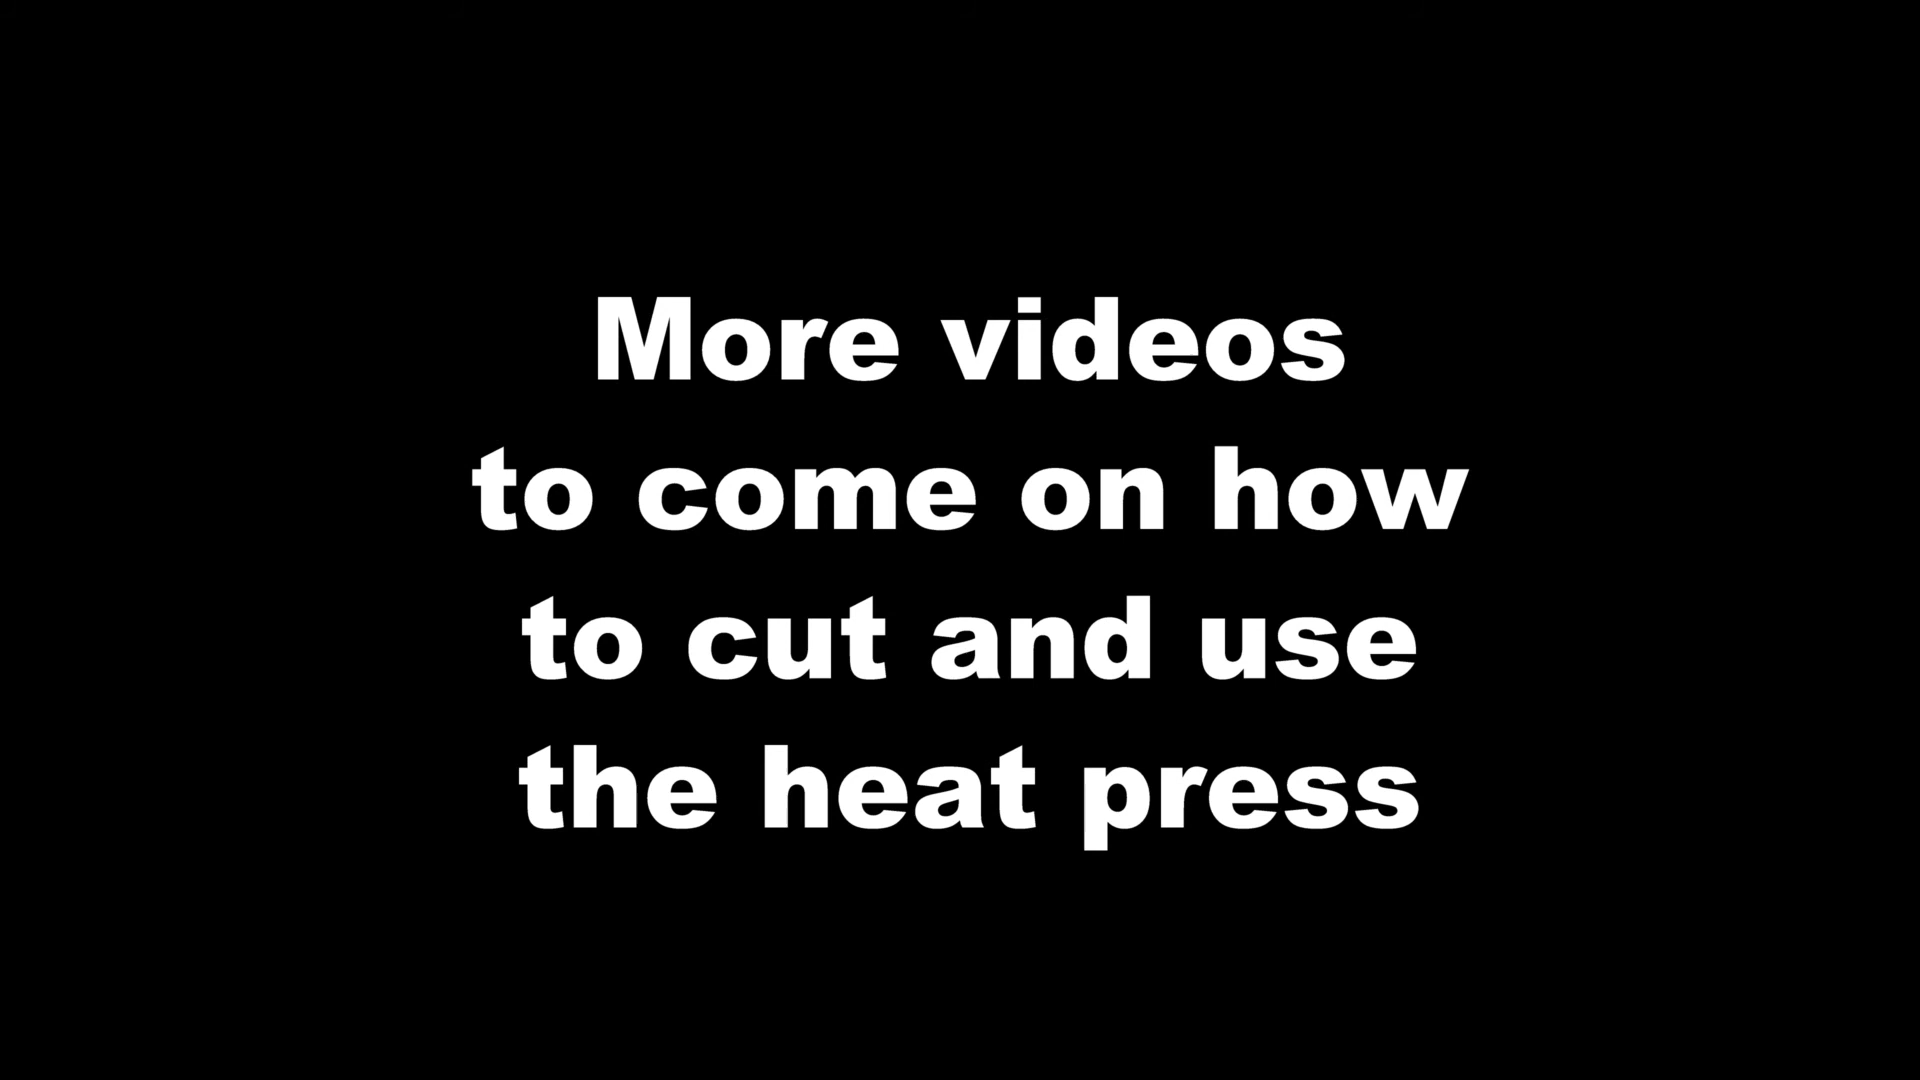 More videos
to come on how
to cut and use
the heat press